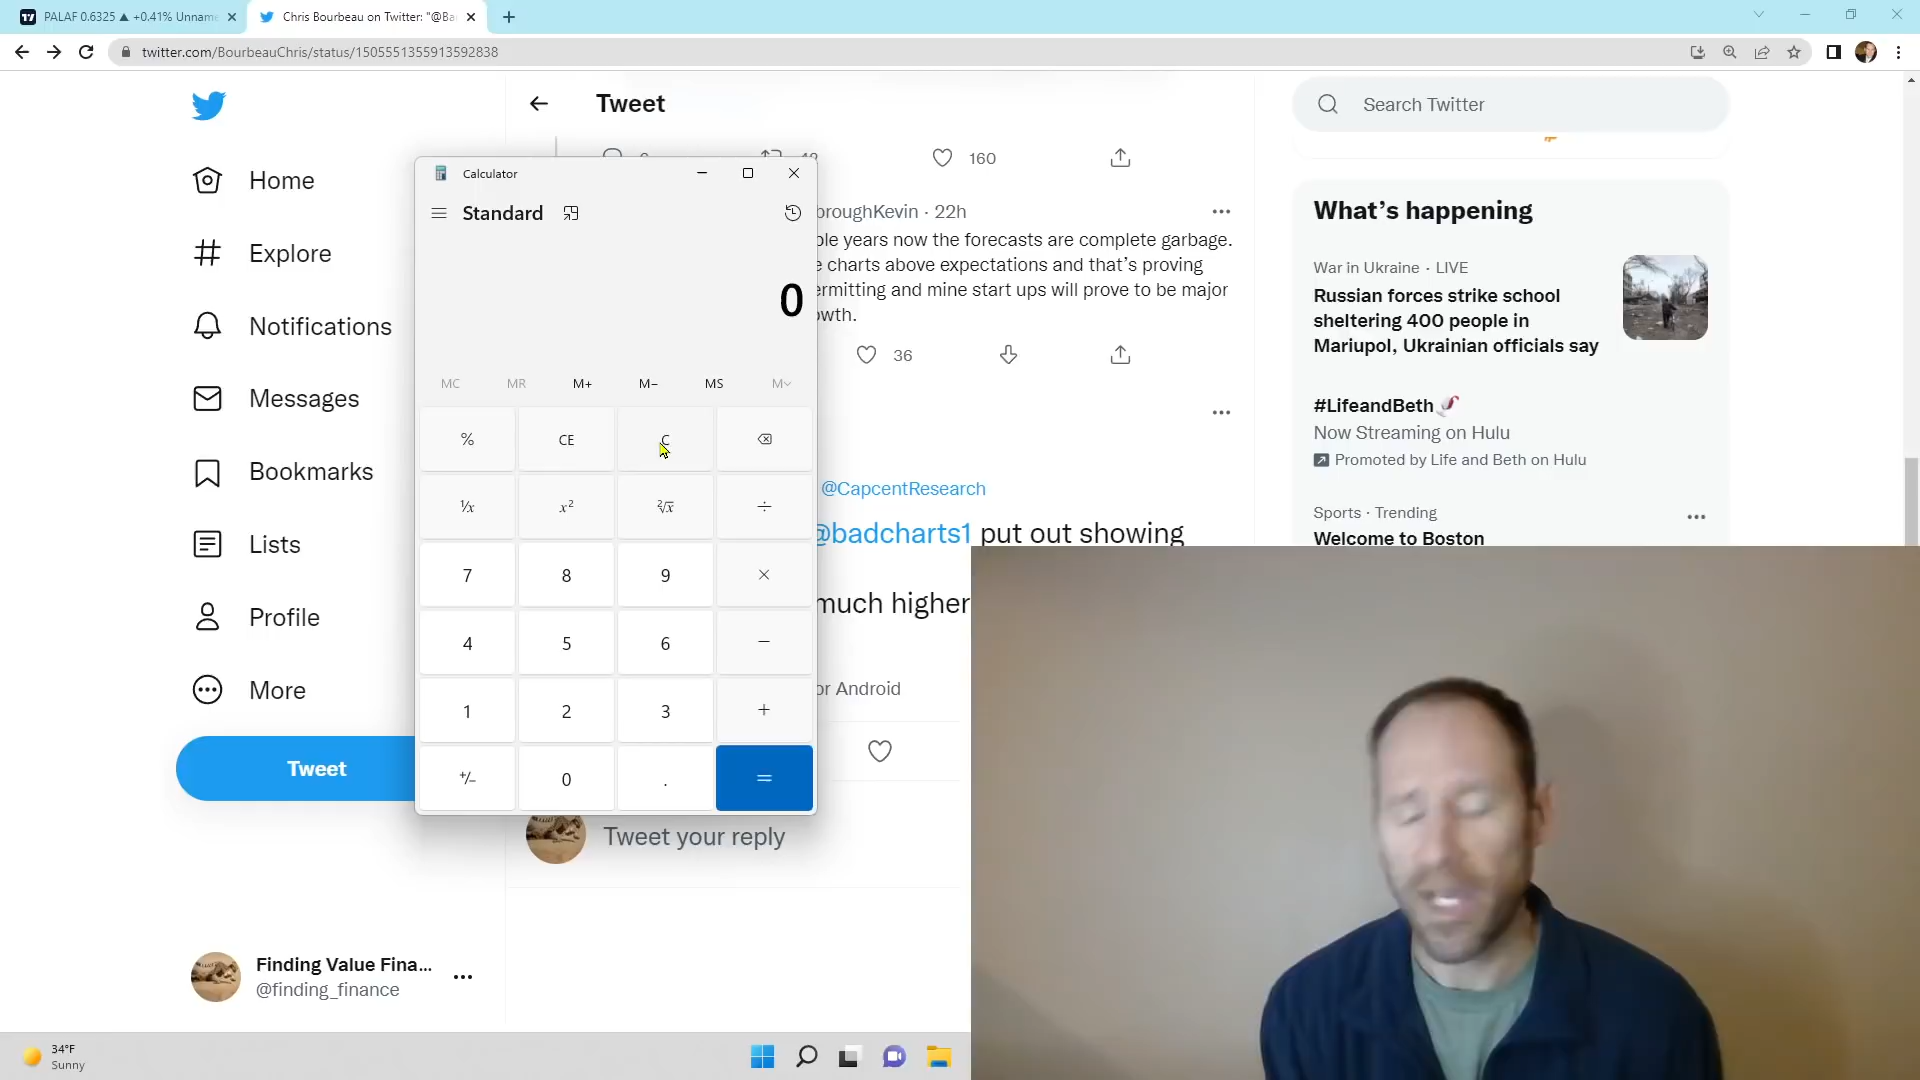 PALAF 0.6325 ▲ +0.41% Unname
Chris Bourbeau on Twitter: "@Ba
twitter.com/BourbeauChris/status/1505551355913592838
Home
Explore
Notifications
Messages
Bookmarks
Lists
Profile
More
Tweet
Finding Value Fina...
@finding_finance
Tweet
160
broughKevin · 22h
ple years now the forecasts are complete garbage.
e charts above expectations and that's proving
ermitting and mine start ups will prove to be major
owth.
36
@CapcentResearch
@badcharts1 put out showing
much higher
or Android
Tweet your reply
Calculator
Standard
0
MC MR M+ M− MS M
% CE C
¹/x x² ²√x ÷
7 8 9 ×
4 5 6 −
1 2 3 +
+/− 0 . =
Search Twitter
What's happening
War in Ukraine · LIVE
Russian forces strike school
sheltering 400 people in
Mariupol, Ukrainian officials say
#LifeandBeth
Now Streaming on Hulu
Promoted by Life and Beth on Hulu
Sports · Trending
Welcome to Boston
34°F
Sunny